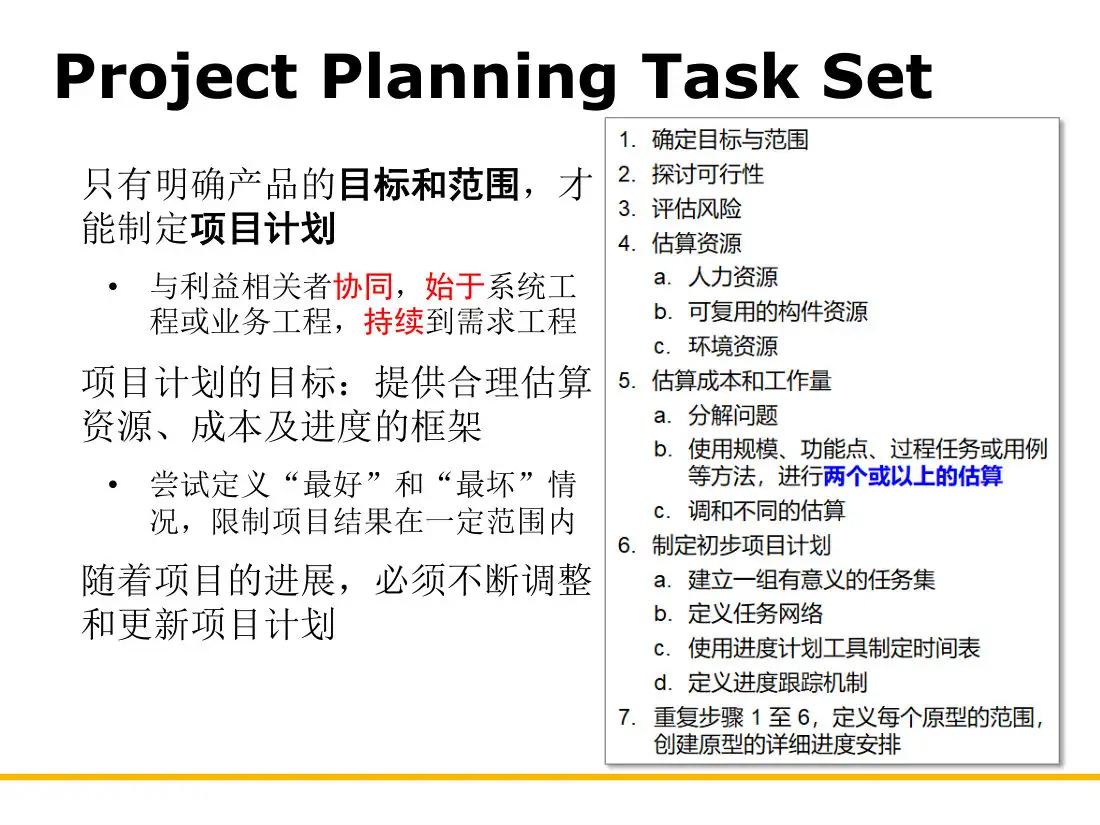 Project Planning Task Set
只有明确产品的目标和范围，才
能制定项目计划
• 与利益相关者协同，始于系统工
程或业务工程，持续到需求工程
项目计划的目标：提供合理估算
资源、成本及进度的框架
• 尝试定义“最好”和“最坏”情
况，限制项目结果在一定范围内
随着项目的进展，必须不断调整
和更新项目计划
1. 确定目标与范围
2. 探讨可行性
3. 评估风险
4. 估算资源
a. 人力资源
b. 可复用的构件资源
c. 环境资源
5. 估算成本和工作量
a. 分解问题
b. 使用规模、功能点、过程任务或用例
等方法，进行两个或以上的估算
c. 调和不同的估算
6. 制定初步项目计划
a. 建立一组有意义的任务集
b. 定义任务网络
c. 使用进度计划工具制定时间表
d. 定义进度跟踪机制
7. 重复步骤 1 至 6，定义每个原型的范围，
创建原型的详细进度安排